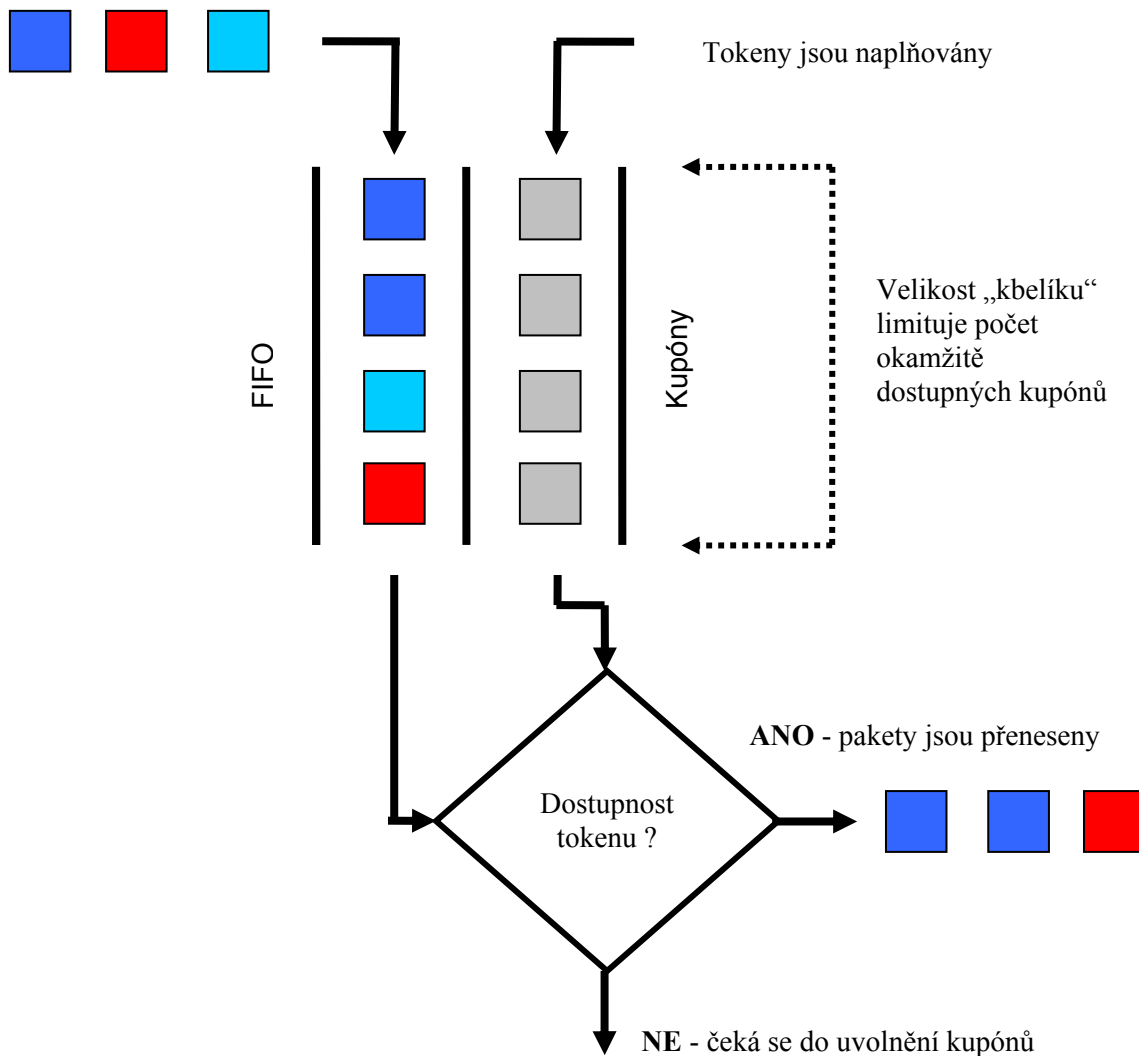 Tokeny jsou naplňovány
FIFO
Kupóny
Velikost „kbelíku“
limituje počet
okamžitě
dostupných kupónů
ANO - pakety jsou přeneseny
Dostupnost
tokenu ?
NE - čeká se do uvolnění kupónů